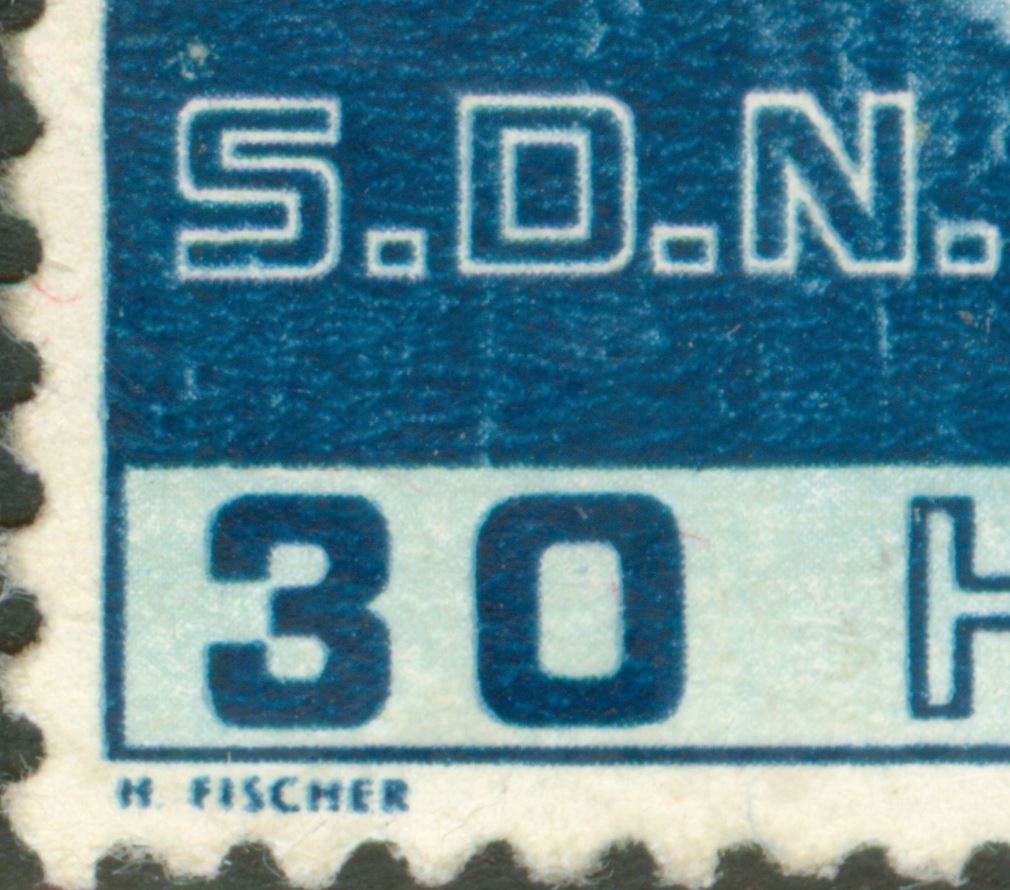 S.D.N.
30 H
H. FISCHER